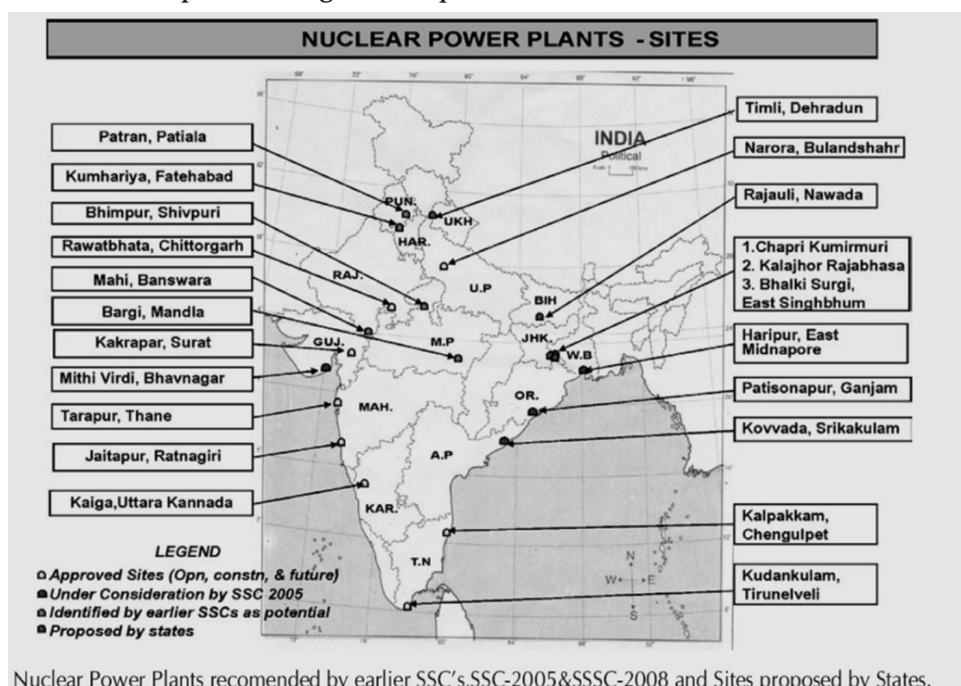 NUCLEAR POWER PLANTS - SITES
Patran, Patiala
Kumhariya, Fatehabad
Bhimpur, Shivpuri
Rawatbhata, Chittorgarh
Mahi, Banswara
Bargi, Mandla
Kakrapar, Surat
Mithi Virdi, Bhavnagar
Tarapur, Thane
Jaitapur, Ratnagiri
Kaiga,Uttara Kannada
INDIA
Political
PUN.
UKH
HAR.
RAJ.
U.P
BIH
GUJ.
M.P
JHK.
W.B
MAH.
OR.
A.P
KAR.
T.N
N
W
E
S
Timli, Dehradun
Narora, Bulandshahr
Rajauli, Nawada
1.Chapri Kumirmuri
2. Kalajhor Rajabhasa
3. Bhalki Surgi,
East Singhbhum
Haripur, East
Midnapore
Patisonapur, Ganjam
Kovvada, Srikakulam
Kalpakkam,
Chengulpet
Kudankulam,
Tirunelveli
LEGEND
Approved Sites (Opn, constn, & future)
Under Consideration by SSC 2005
Identified by earlier SSCs as potential
Proposed by states
Nuclear Power Plants recomended by earlier SSC's,SSC-2005&SSSC-2008 and Sites proposed by States.